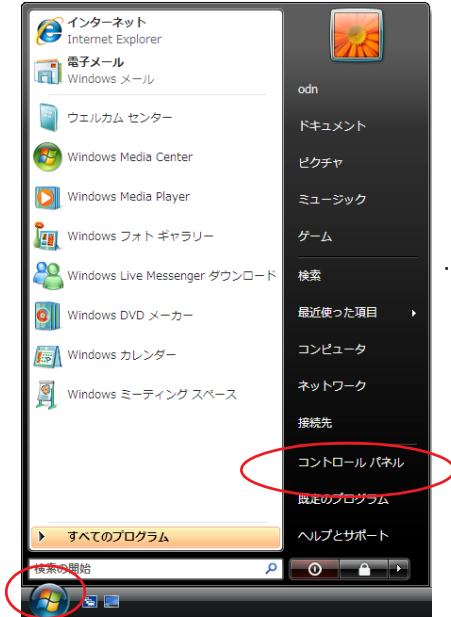 インターネット
Internet Explorer
電子メール
Windows メール
ウェルカム センター
Windows Media Center
Windows Media Player
Windows フォト ギャラリー
Windows Live Messenger ダウンロード
Windows DVD メーカー
Windows カレンダー
Windows ミーティング スペース
すべてのプログラム
検索の開始
odn
ドキュメント
ピクチャ
ミュージック
ゲーム
検索
最近使った項目
コンピュータ
ネットワーク
接続先
コントロール パネル
既定のプログラム
ヘルプとサポート